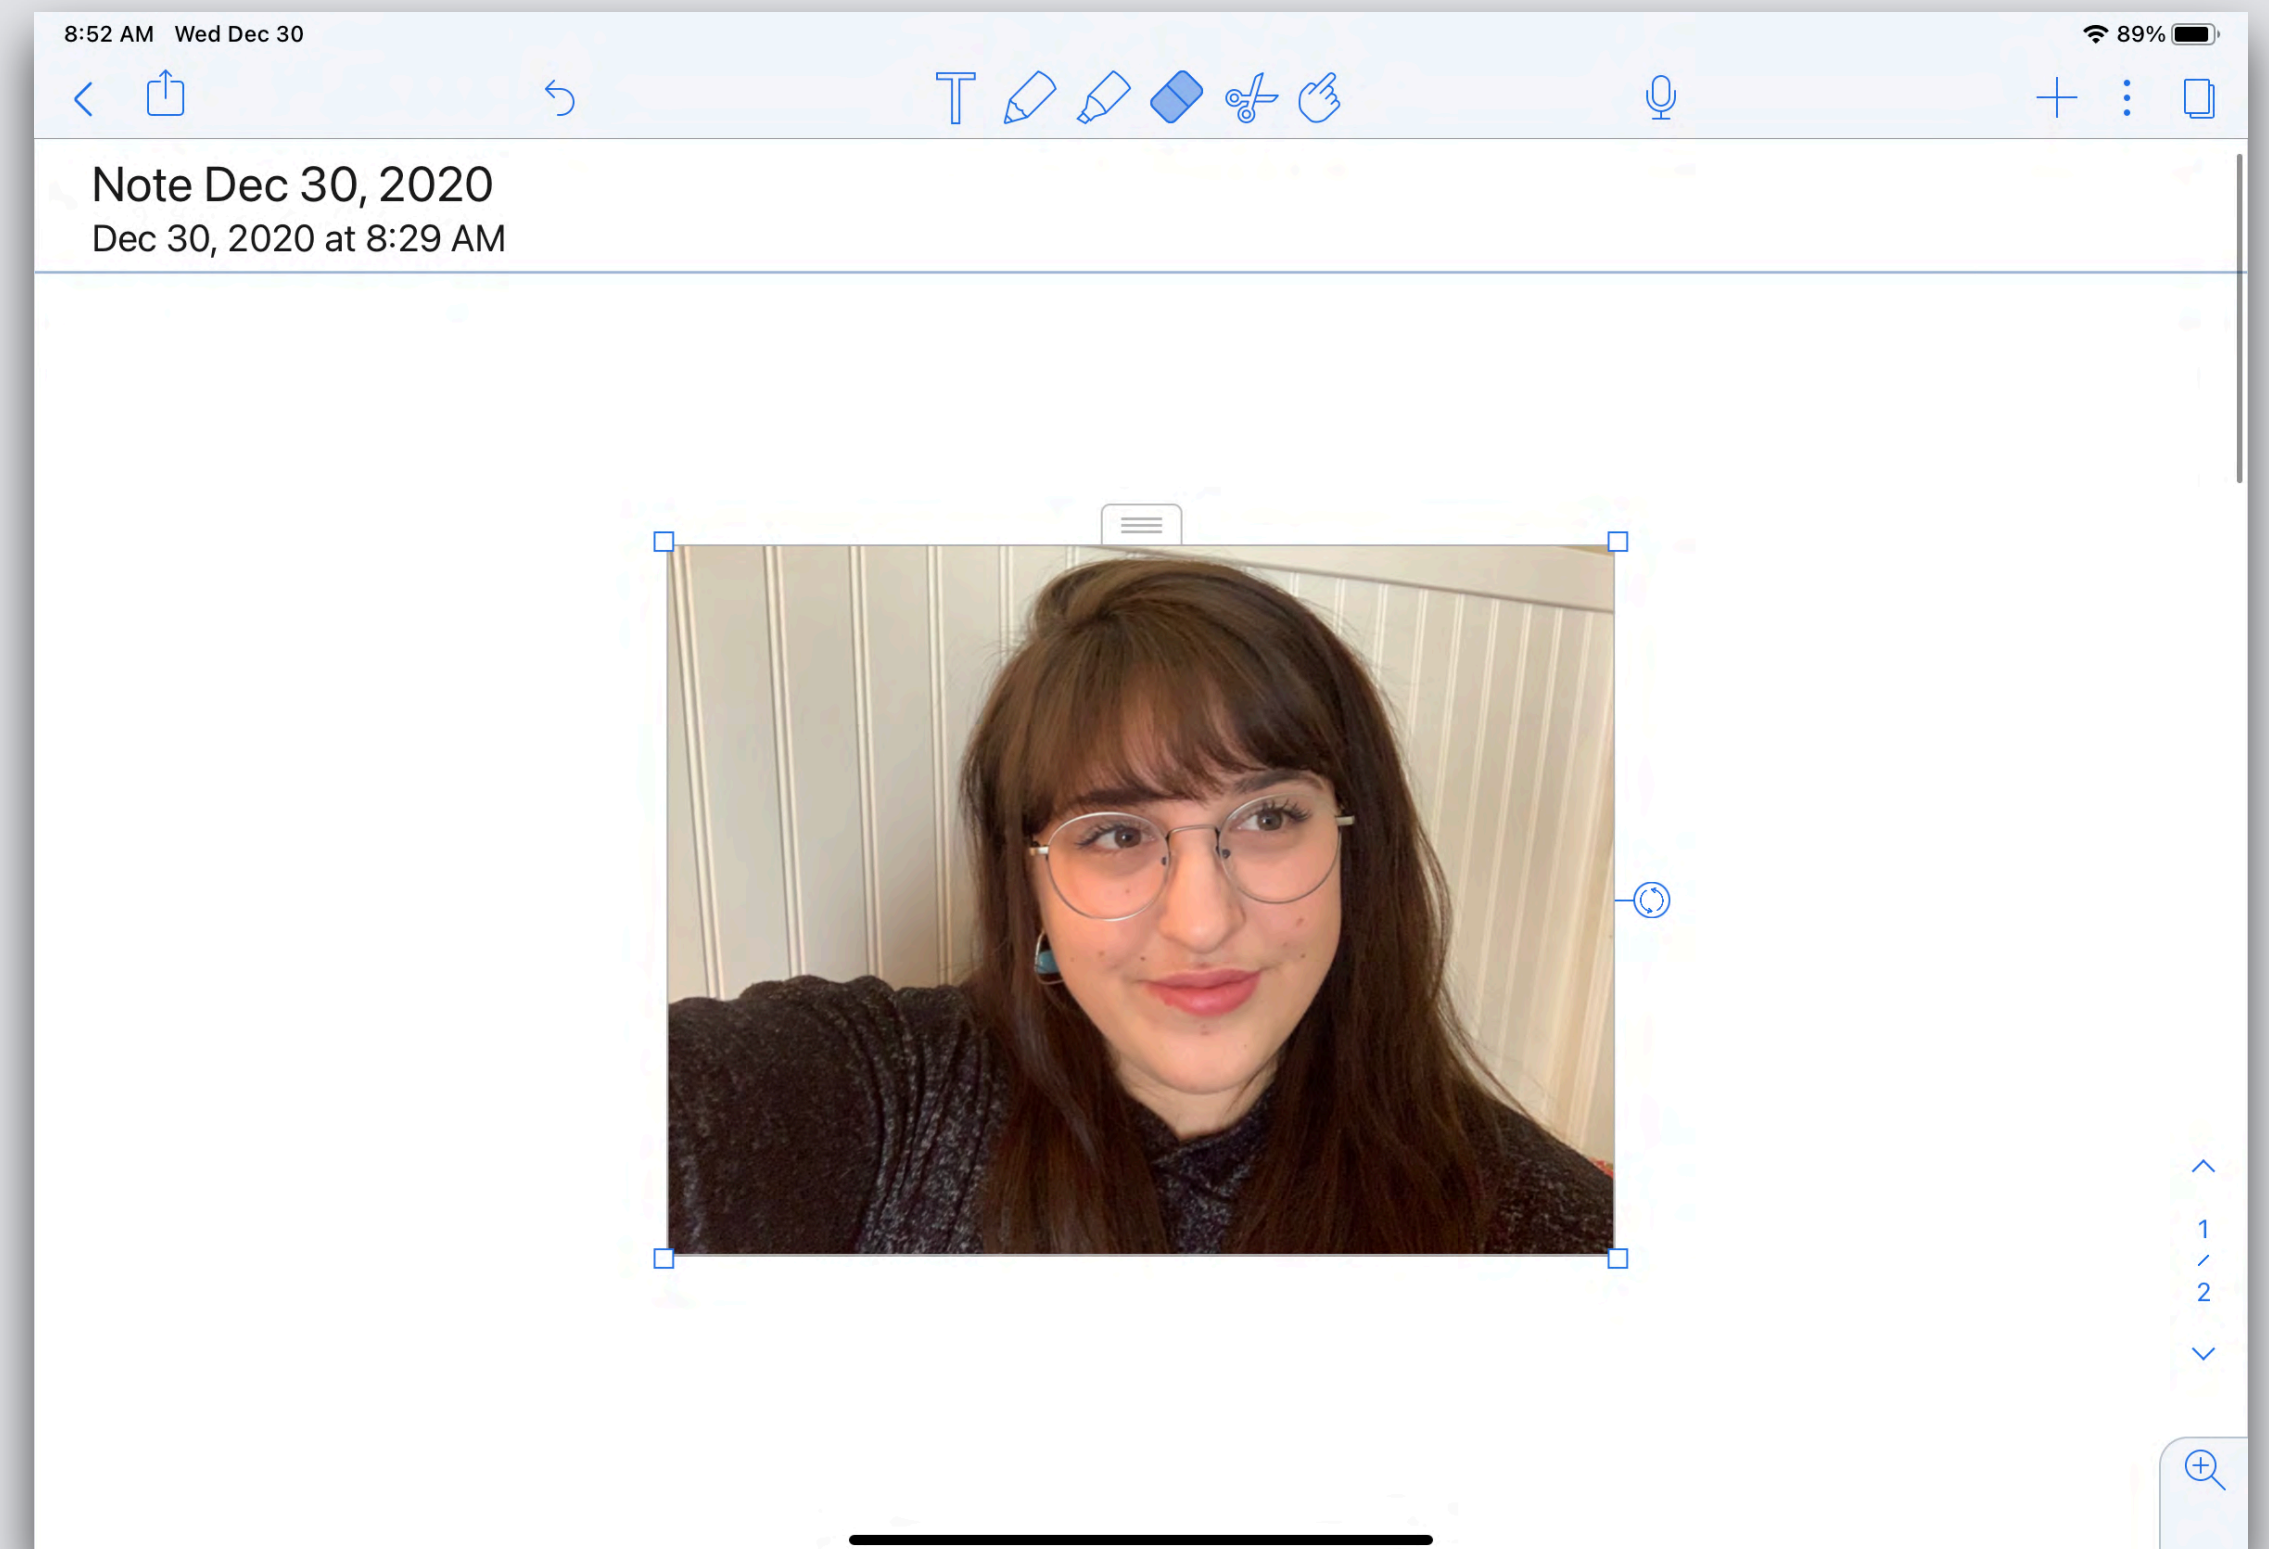 8:52 AM Wed Dec 30
89%
T
Note Dec 30, 2020
Dec 30, 2020 at 8:29 AM
1
/
2